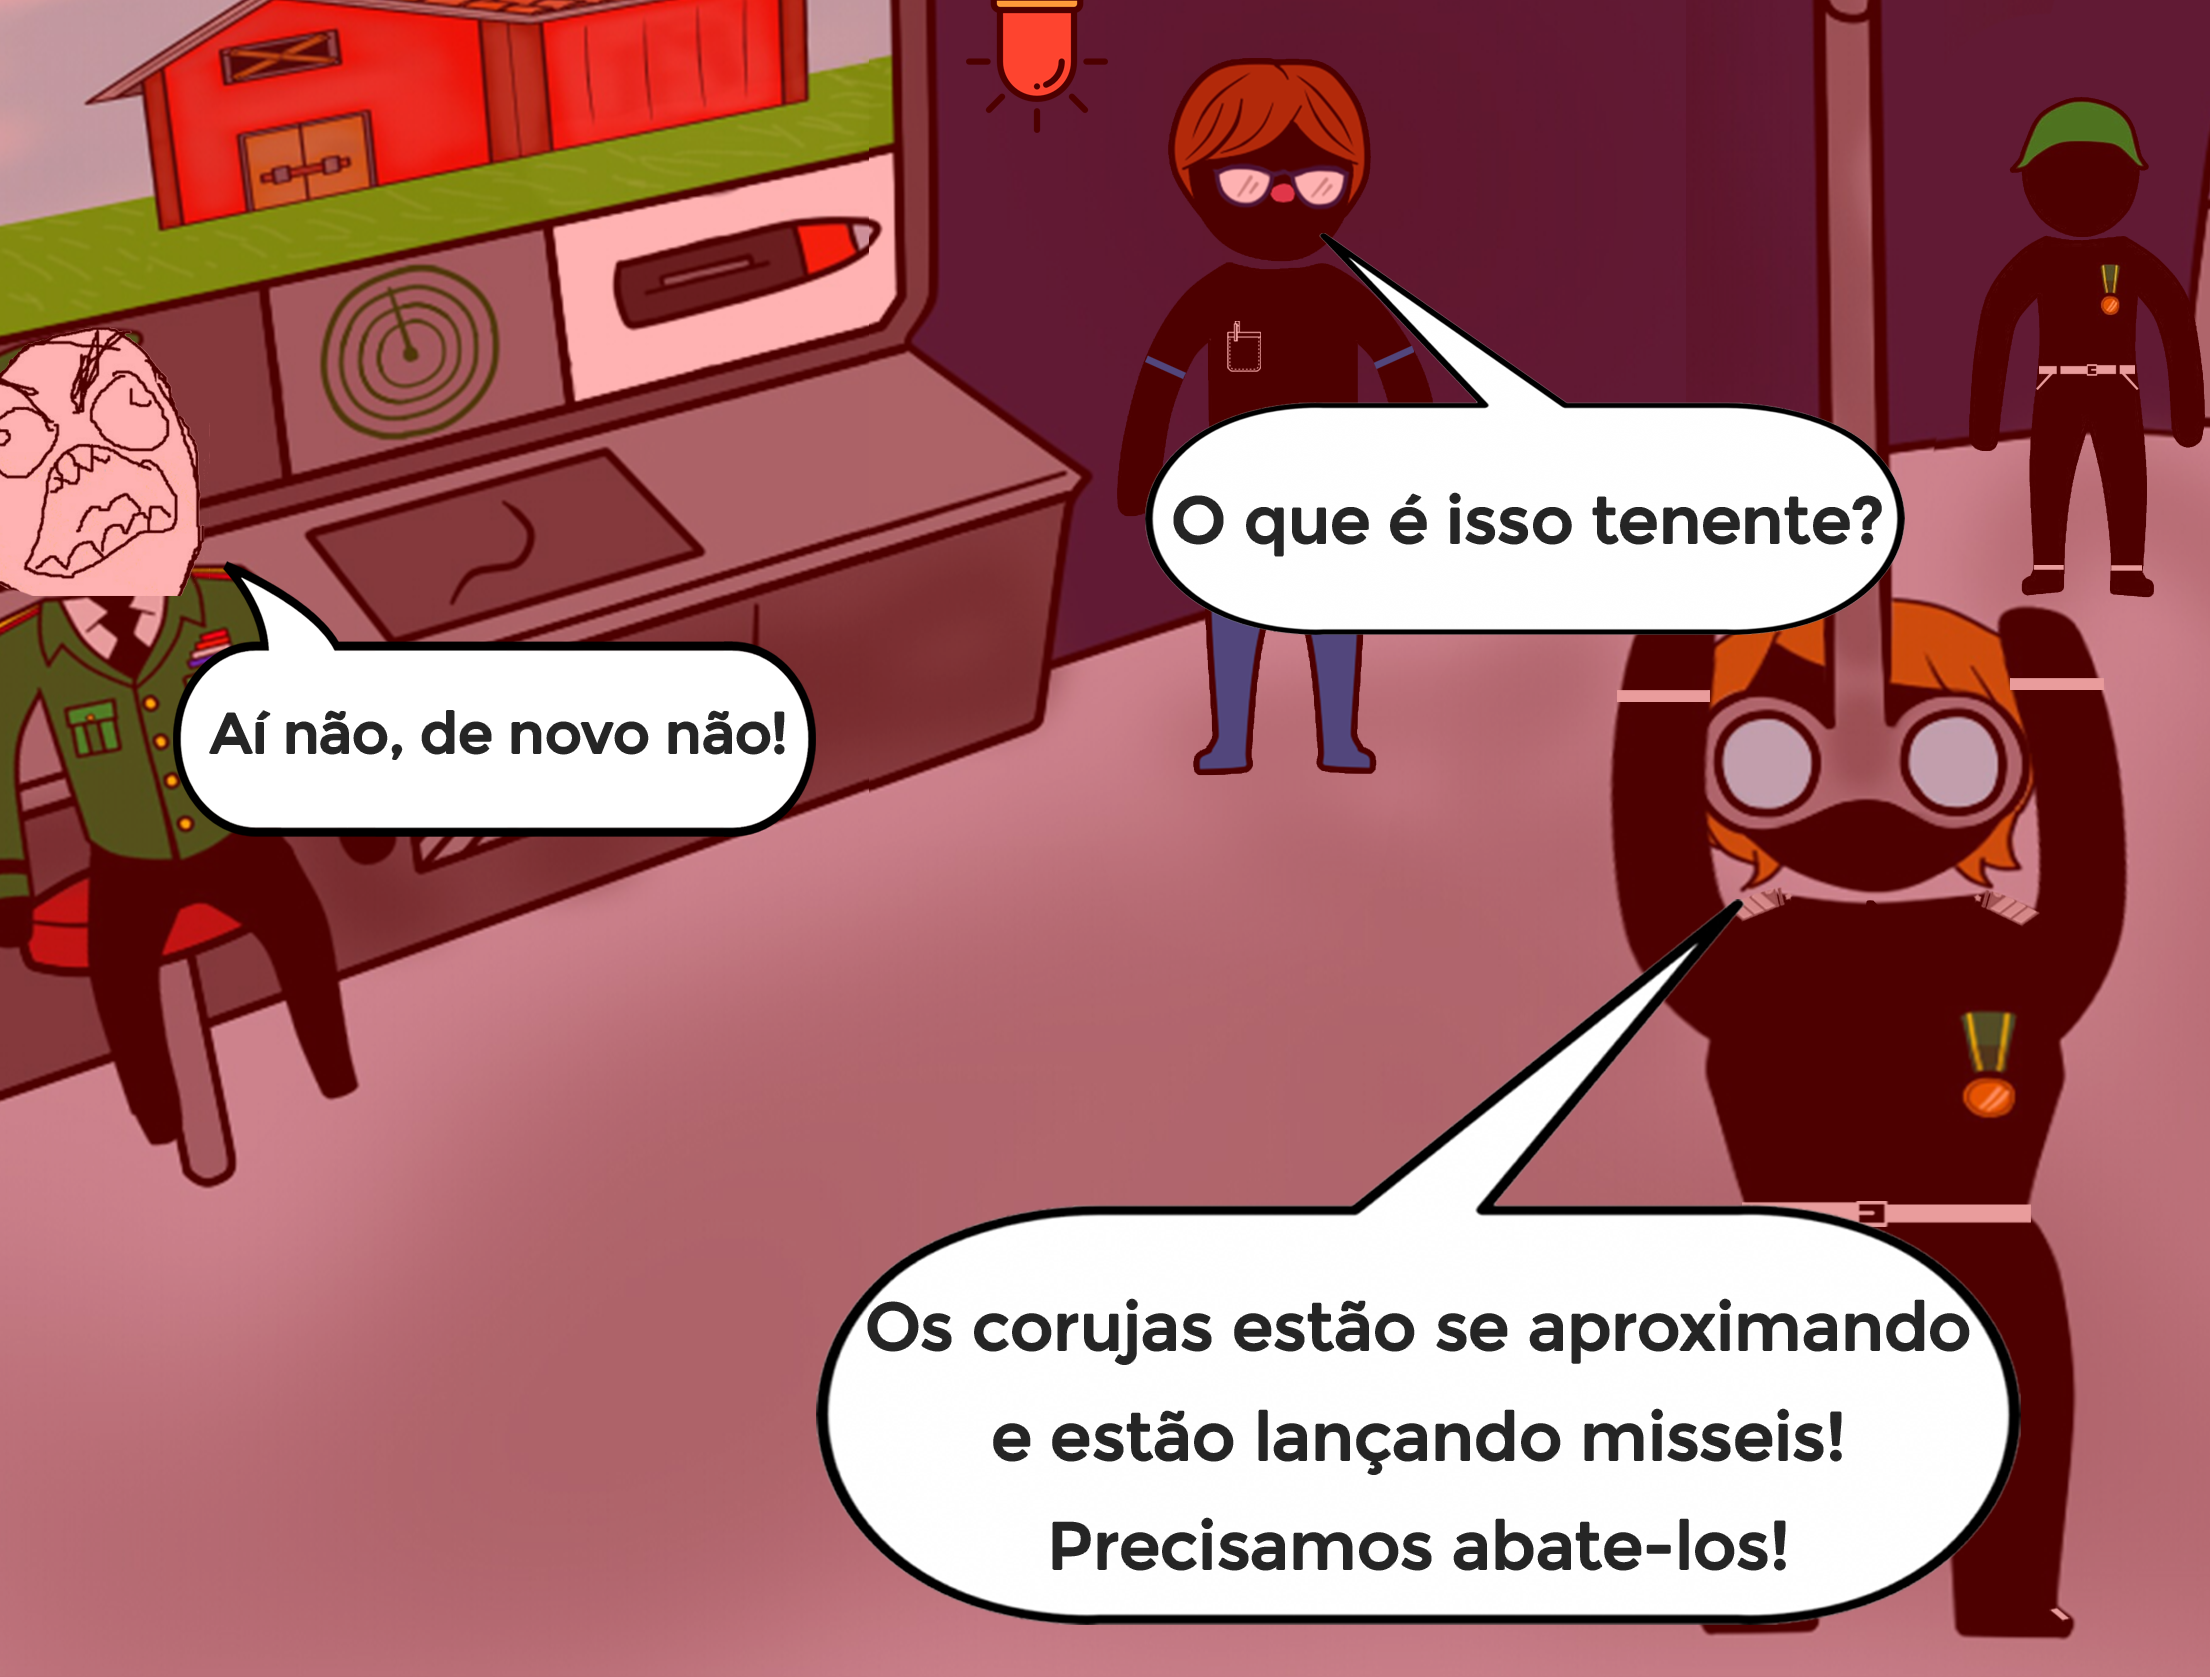 O que é isso tenente?
Aí não, de novo não!
Os corujas estão se aproximando
e estão lançando misseis!
Precisamos abate-los!